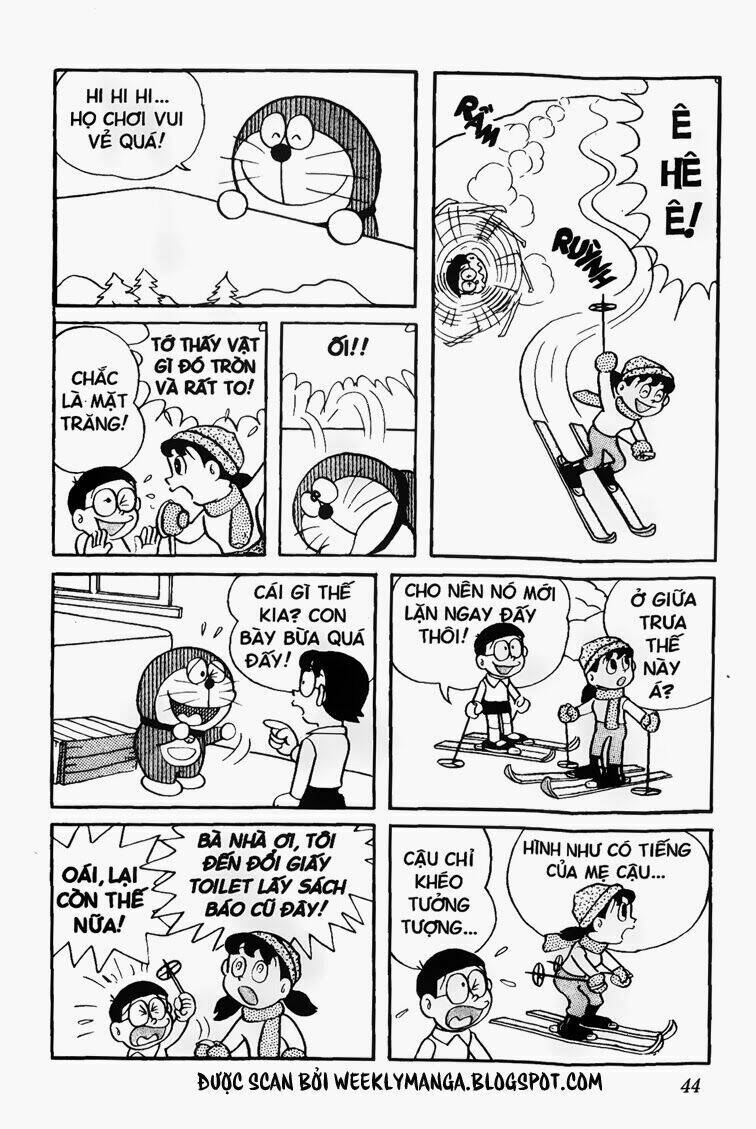 Ê
HÊ
Ê!
RẦM
RUỲNH
HI HI HI...
HỌ CHƠI VUI
VẺ QUÁ!
ỐI!!
TỚ THẤY VẬT
GÌ ĐÓ TRÒN
VÀ RẤT TO!
CHẮC
LÀ MẶT
TRĂNG!
Ở GIỮA
TRƯA
THẾ
NÀY
Á?
CHO NÊN NÓ MỚI
LẶN NGAY ĐẤY
THÔI!
CÁI GÌ THẾ
KIA? CON
BÀY BỪA QUÁ
ĐẤY!
HÌNH NHƯ CÓ TIẾNG
CỦA MẸ CẬU...
CẬU CHỈ
KHÉO
TƯỞNG
TƯỢNG...
BÀ NHÀ ƠI, TÔI
ĐẾN ĐỔI GIẤY
TOILET LẤY SÁCH
BÁO CŨ ĐÂY!
OÁI, LẠI
CÒN THẾ
NỮA!
ĐƯỢC SCAN BỞI WEEKLYMANGA.BLOGSPOT.COM
44